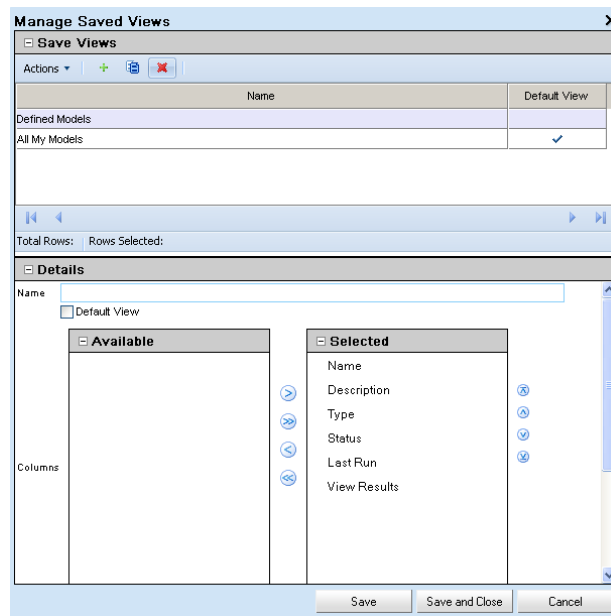 Manage Saved Views
Save Views
Actions
Name Default View
Defined Models
All My Models
Total Rows: Rows Selected:
Details
Name
Default View
Available Selected
Name
Description
Type
Status
Last Run
View Results
Columns
Save Save and Close Cancel